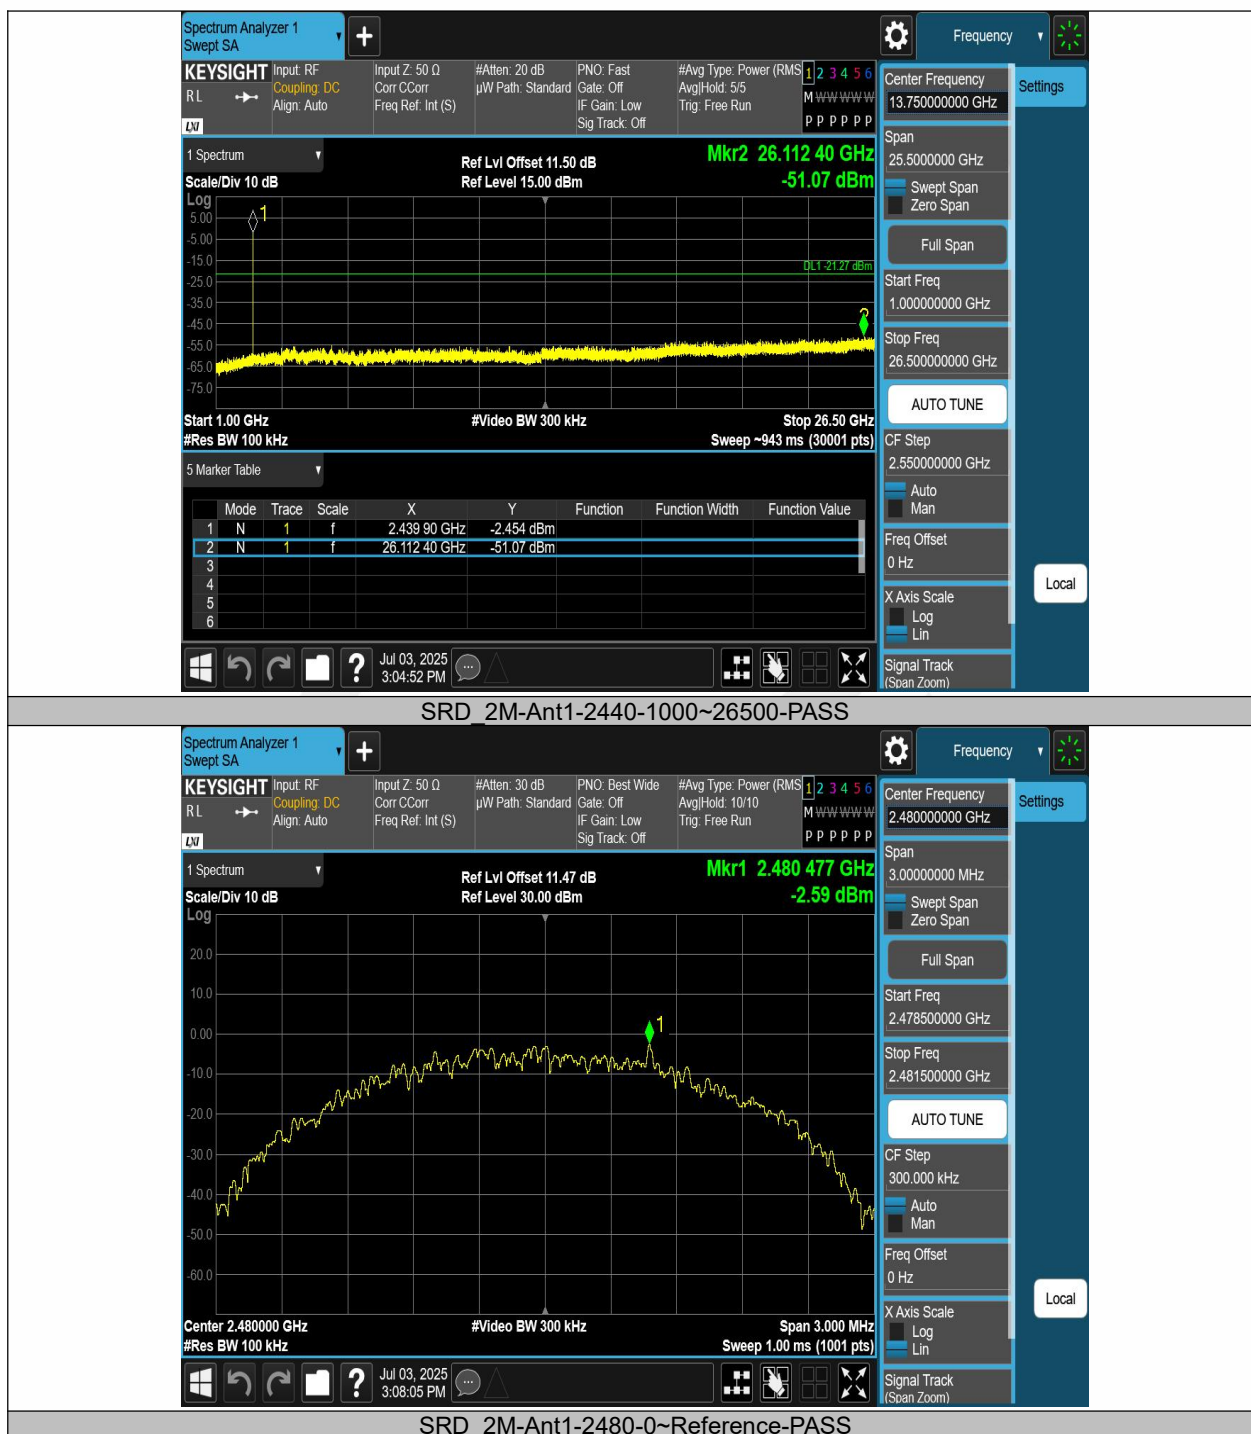 Spectrum Analyzer 1
Swept SA
Frequency
KEYSIGHT
RL
LXI
Input: RF
Coupling: DC
Align: Auto
Input Z: 50 Ω
Corr CCorr
Freq Ref: Int (S)
#Atten: 20 dB
µW Path: Standard
PNO: Fast
Gate: Off
IF Gain: Low
Sig Track: Off
#Avg Type: Power (RMS
Avg|Hold: 5/5
Trig: Free Run
1 2 3 4 5 6
M W W W W W
P P P P P P
Center Frequency
13.750000000 GHz
Settings
Span
25.5000000 GHz
Swept Span
Zero Span
Full Span
Start Freq
1.000000000 GHz
Stop Freq
26.500000000 GHz
AUTO TUNE
CF Step
2.550000000 GHz
Auto
Man
Freq Offset
0 Hz
X Axis Scale
Log
Lin
Signal Track
(Span Zoom)
Local
1 Spectrum
Scale/Div 10 dB
Ref Lvl Offset 11.50 dB
Ref Level 15.00 dBm
Mkr2 26.112 40 GHz
-51.07 dBm
Log
5.00
-5.00
-15.0
-25.0
-35.0
-45.0
-55.0
-65.0
-75.0
1
DL1 -21.27 dBm
Start 1.00 GHz
#Res BW 100 kHz
#Video BW 300 kHz
Stop 26.50 GHz
Sweep ~943 ms (30001 pts)
5 Marker Table
Mode Trace Scale X Y Function Function Width Function Value
1 N 1 f 2.439 90 GHz -2.454 dBm
2 N 1 f 26.112 40 GHz -51.07 dBm
3
4
5
6
Jul 03, 2025
3:04:52 PM
SRD_2M-Ant1-2440-1000~26500-PASS
Spectrum Analyzer 1
Swept SA
Frequency
KEYSIGHT
RL
LXI
Input: RF
Coupling: DC
Align: Auto
Input Z: 50 Ω
Corr CCorr
Freq Ref: Int (S)
#Atten: 30 dB
µW Path: Standard
PNO: Best Wide
Gate: Off
IF Gain: Low
Sig Track: Off
#Avg Type: Power (RMS
Avg|Hold: 10/10
Trig: Free Run
1 2 3 4 5 6
M W W W W W
P P P P P P
Center Frequency
2.480000000 GHz
Settings
Span
3.00000000 MHz
Swept Span
Zero Span
Full Span
Start Freq
2.478500000 GHz
Stop Freq
2.481500000 GHz
AUTO TUNE
CF Step
300.000 kHz
Auto
Man
Freq Offset
0 Hz
X Axis Scale
Log
Lin
Signal Track
(Span Zoom)
Local
1 Spectrum
Scale/Div 10 dB
Ref Lvl Offset 11.47 dB
Ref Level 30.00 dBm
Mkr1 2.480 477 GHz
-2.59 dBm
Log
20.0
10.0
0.00
-10.0
-20.0
-30.0
-40.0
-50.0
-60.0
1
Center 2.480000 GHz
#Res BW 100 kHz
#Video BW 300 kHz
Span 3.000 MHz
Sweep 1.00 ms (1001 pts)
Jul 03, 2025
3:08:05 PM
SRD_2M-Ant1-2480-0~Reference-PASS